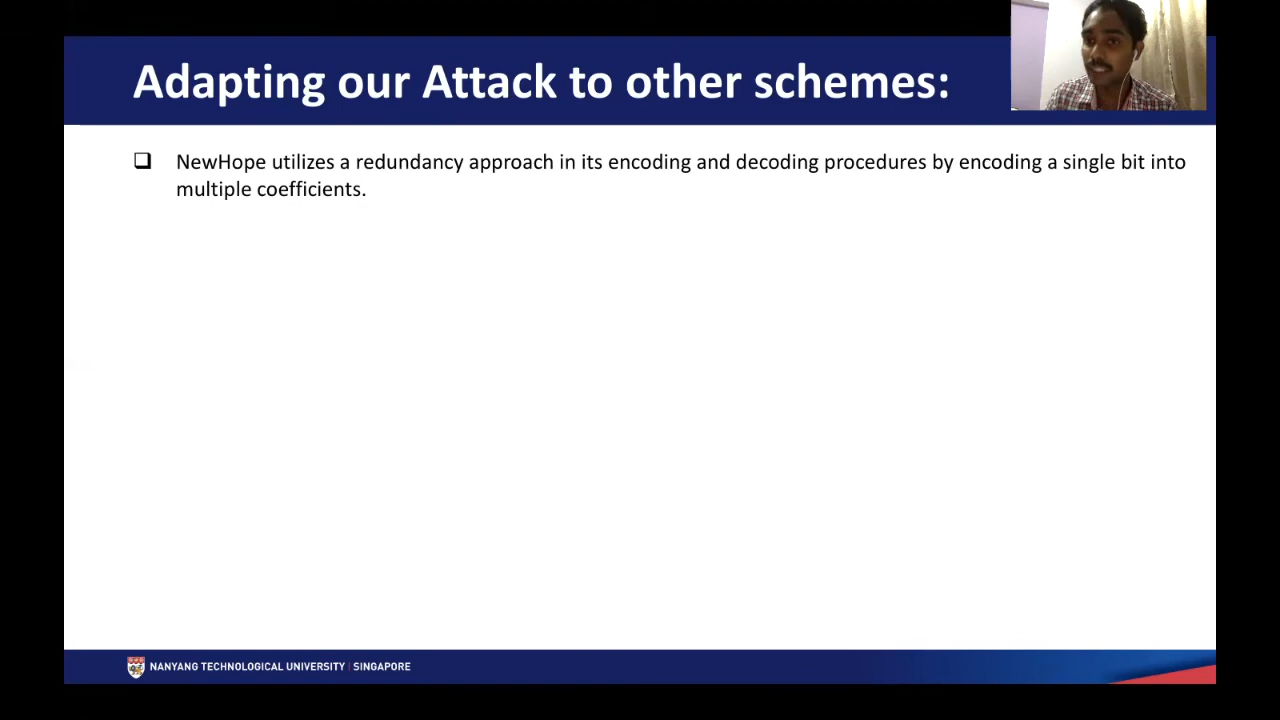 Adapting our Attack to other schemes:
❑ NewHope utilizes a redundancy approach in its encoding and decoding procedures by encoding a single bit into
multiple coefficients.
NANYANG TECHNOLOGICAL UNIVERSITY | SINGAPORE